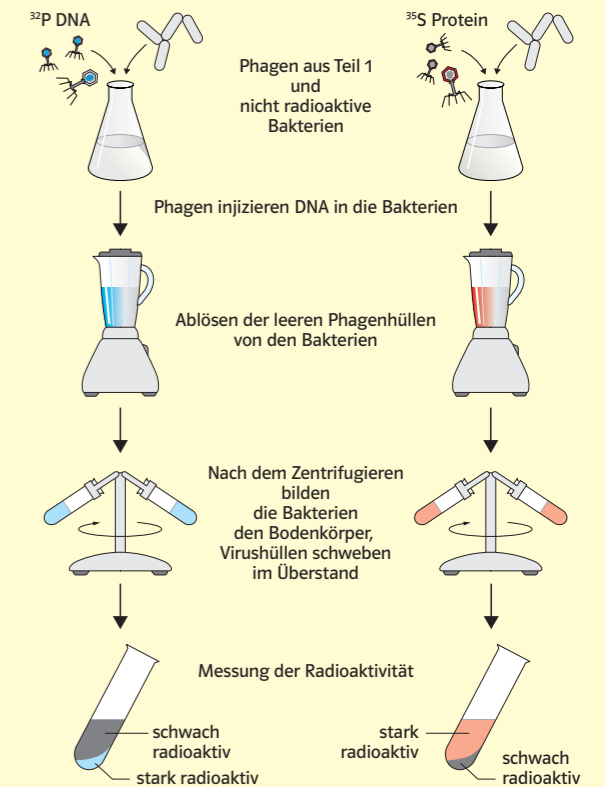 ³²P DNA
³⁵S Protein
Phagen aus Teil 1
und
nicht radioaktive
Bakterien
Phagen injizieren DNA in die Bakterien
Ablösen der leeren Phagenhüllen
von den Bakterien
Nach dem Zentrifugieren
bilden
die Bakterien
den Bodenkörper,
Virushüllen schweben
im Überstand
Messung der Radioaktivität
schwach
radioaktiv
stark radioaktiv
stark
radioaktiv
schwach
radioaktiv